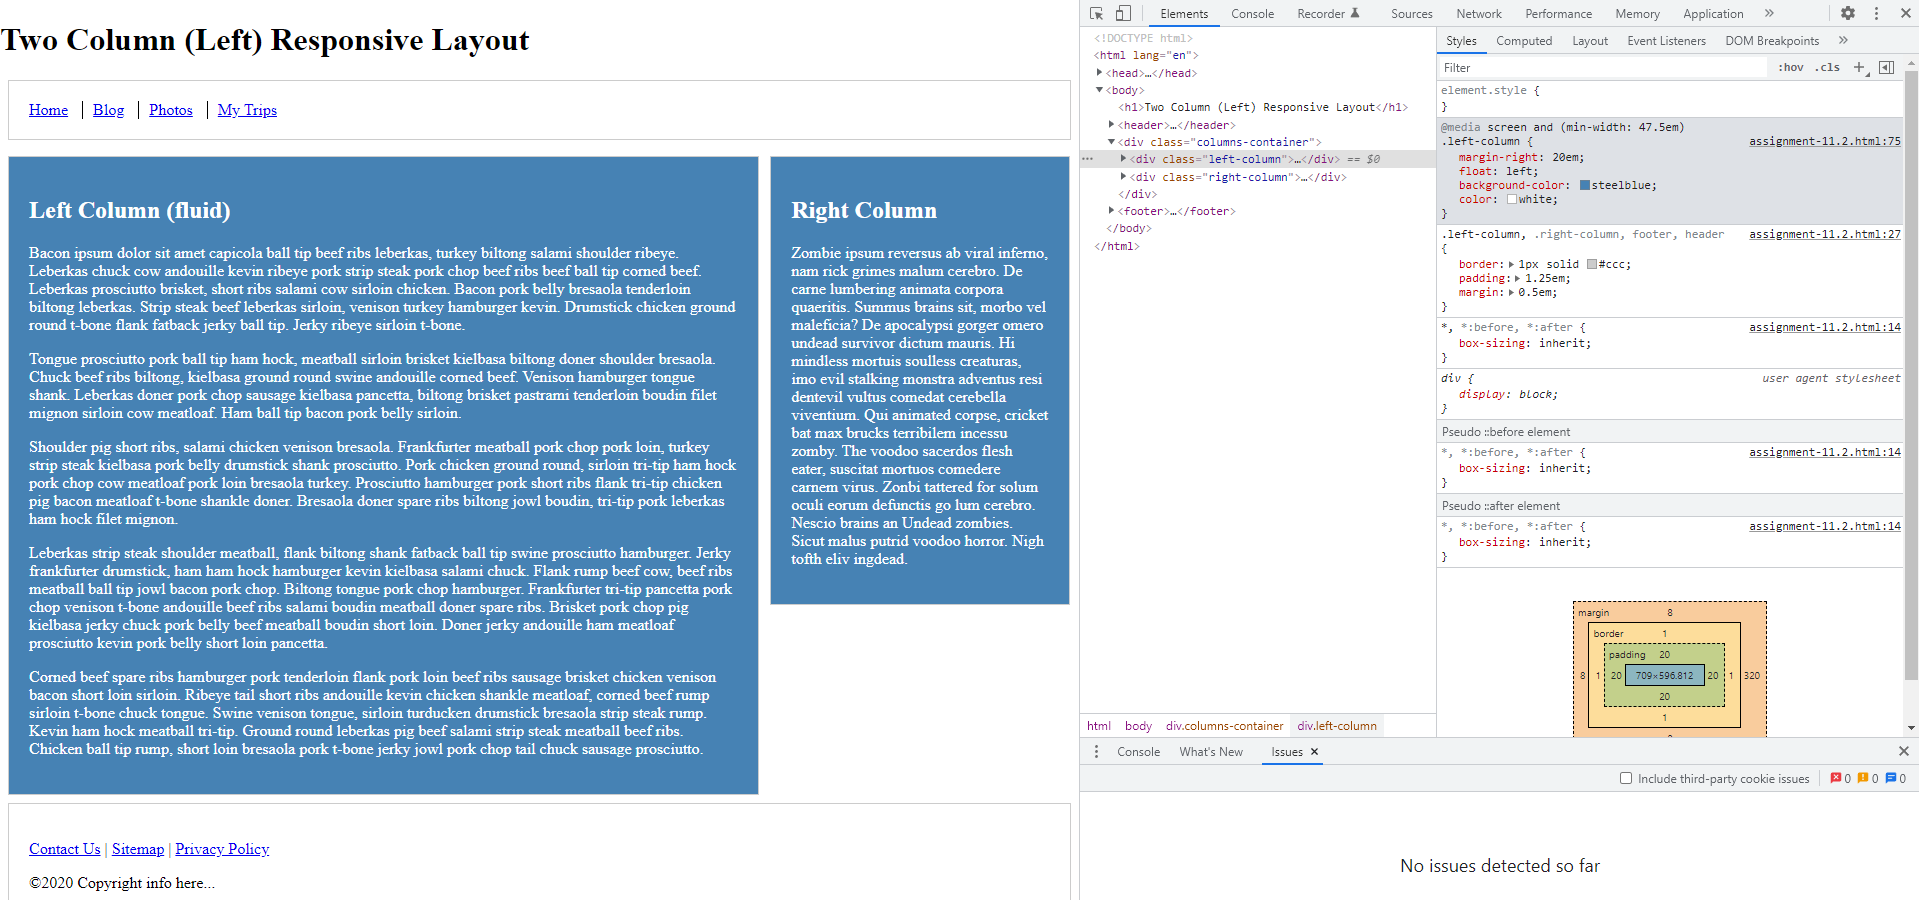 Two Column (Left) Responsive Layout
Home
Blog
Photos
My Trips
Left Column (fluid)
Bacon ipsum dolor sit amet capicola ball tip beef ribs leberkas, turkey biltong salami shoulder ribeye.
Leberkas chuck cow andouille kevin ribeye pork strip steak pork chop beef ribs beef ball tip corned beef.
Leberkas prosciutto brisket, short ribs salami cow sirloin chicken. Bacon pork belly bresaola tenderloin
biltong leberkas. Strip steak beef leberkas sirloin, venison turkey hamburger kevin. Drumstick chicken ground
round t-bone flank fatback jerky ball tip. Jerky ribeye sirloin t-bone.
Tongue prosciutto pork ball tip ham hock, meatball sirloin brisket kielbasa biltong doner shoulder bresaola.
Chuck beef ribs biltong, kielbasa ground round swine andouille corned beef. Venison hamburger tongue
shank. Leberkas doner pork chop sausage kielbasa pancetta, biltong brisket pastrami tenderloin boudin filet
mignon sirloin cow meatloaf. Ham ball tip bacon pork belly sirloin.
Shoulder pig short ribs, salami chicken venison bresaola. Frankfurter meatball pork chop pork loin, turkey
strip steak kielbasa pork belly drumstick shank prosciutto. Pork chicken ground round, sirloin tri-tip ham hock
pork chop cow meatloaf pork loin bresaola turkey. Prosciutto hamburger pork short ribs flank tri-tip chicken
pig bacon meatloaf t-bone shankle doner. Bresaola doner spare ribs biltong jowl boudin, tri-tip pork leberkas
ham hock filet mignon.
Leberkas strip steak shoulder meatball, flank biltong shank fatback ball tip swine prosciutto hamburger. Jerky
frankfurter drumstick, ham ham hock hamburger kevin kielbasa salami chuck. Flank rump beef cow, beef ribs
meatball ball tip jowl bacon pork chop. Biltong tongue pork chop hamburger. Frankfurter tri-tip pancetta pork
chop venison t-bone andouille beef ribs salami boudin meatball doner spare ribs. Brisket pork chop pig
kielbasa jerky chuck pork belly beef meatball boudin short loin. Doner jerky andouille ham meatloaf
prosciutto kevin pork belly short loin pancetta.
Corned beef spare ribs hamburger pork tenderloin flank pork loin beef ribs sausage brisket chicken venison
bacon short loin sirloin. Ribeye tail short ribs andouille kevin chicken shankle meatloaf, corned beef rump
sirloin t-bone chuck tongue. Swine venison tongue, sirloin turducken drumstick bresaola strip steak rump.
Kevin ham hock meatball tri-tip. Ground round leberkas pig beef salami strip steak meatball beef ribs.
Chicken ball tip rump, short loin bresaola pork t-bone jerky jowl pork chop tail chuck sausage prosciutto.
Right Column
Zombie ipsum reversus ab viral inferno,
nam rick grimes malum cerebro. De
carne lumbering animata corpora
quaeritis. Summus brains sit, morbo vel
maleficia? De apocalypsi gorger omero
undead survivor dictum mauris. Hi
mindless mortuis soulless creaturas,
imo evil stalking monstra adventus resi
dentevil vultus comedat cerebella
viventium. Qui animated corpse, cricket
bat max brucks terribilem incessu
zomby. The voodoo sacerdos flesh
eater, suscitat mortuos comedere
carnem virus. Zonbi tattered for solum
oculi eorum defunctis go lum cerebro.
Nescio brains an Undead zombies.
Sicut malus putrid voodoo horror. Nigh
tofth eliv ingdead.
Contact Us | Sitemap | Privacy Policy
©2020 Copyright info here...
Elements Console Recorder Sources Network Performance Memory Application »
<!DOCTYPE html>
<html lang="en">
<head>…</head>
<body>
<h1>Two Column (Left) Responsive Layout</h1>
<header>…</header>
<div class="columns-container">
<div class="left-column">…</div> == $0
<div class="right-column">…</div>
</div>
<footer>…</footer>
</body>
</html>
html body div.columns-container div.left-column
Styles Computed Layout Event Listeners DOM Breakpoints »
Filter :hov .cls +
element.style {
}
@media screen and (min-width: 47.5em)
.left-column { assignment-11.2.html:75
margin-right: 20em;
float: left;
background-color: steelblue;
color: white;
}
.left-column, .right-column, footer, header assignment-11.2.html:27
{
border: 1px solid #ccc;
padding: 1.25em;
margin: 0.5em;
}
*, *:before, *:after { assignment-11.2.html:14
box-sizing: inherit;
}
div { user agent stylesheet
display: block;
}
Pseudo ::before element
*, *:before, *:after { assignment-11.2.html:14
box-sizing: inherit;
}
Pseudo ::after element
*, *:before, *:after { assignment-11.2.html:14
box-sizing: inherit;
}
margin 8
border 1
padding 20
8 1 20 709×596.812 20 1 320
20
1
Console What's New Issues ×
Include third-party cookie issues 0 0 0
No issues detected so far